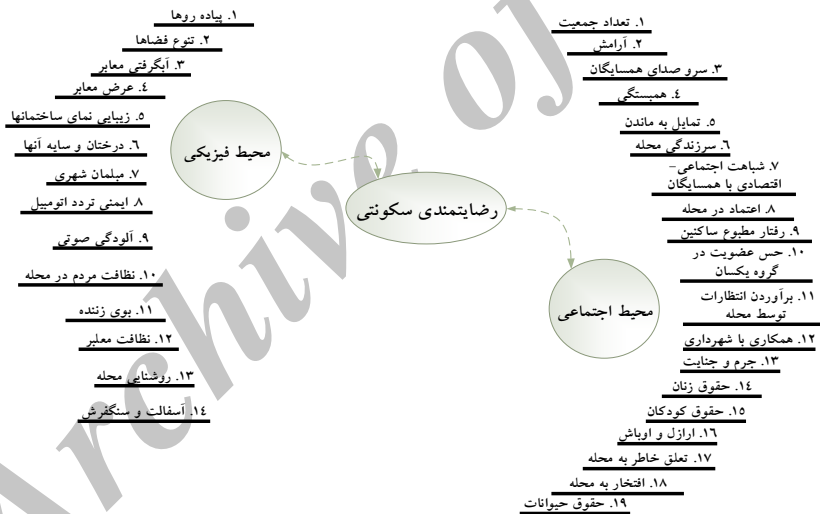 ۱. پیاده روها
۲. تنوع فضاها
۳. آبگرفتی معابر
۴. عرض معابر
۵. زیبایی نمای ساختمانها
۶. درختان و سایه آنها
۷. مبلمان شهری
۸. ایمنی تردد اتومبیل
۹. آلودگی صوتی
۱۰. نظافت مردم در محله
۱۱. بوی زننده
۱۲. نظافت معلبر
۱۳. روشنایی محله
۱۴. آسفالت و سنگفرش
محیط فیزیکی
رضایتمندی سکونتی
محیط اجتماعی
۱. تعداد جمعیت
۲. آرامش
۳. سرو صدای همسایگان
۴. همبستگی
۵. تمایل به ماندن
۶. سرزندگی محله
۷. شباهت اجتماعی-
اقتصادی با همسایگان
۸. اعتماد در محله
۹. رفتار مطبوع ساکنین
۱۰. حس عضویت در
گروه یکسان
۱۱. برآوردن انتظارات
توسط محله
۱۲. همکاری با شهرداری
۱۳. جرم و جنایت
۱۴. حقوق زنان
۱۵. حقوق کودکان
۱۶. ارازل و اوباش
۱۷. تعلق خاطر به محله
۱۸. افتخار به محله
۱۹. حقوق حیوانات
Archive of